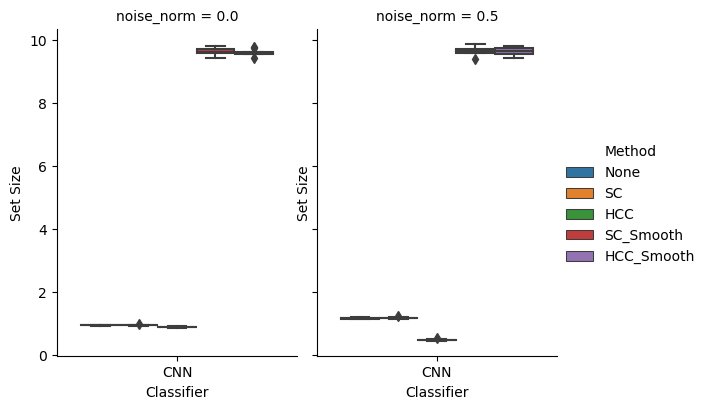 noise_norm = 0.0
noise_norm = 0.5
10
8
6
4
2
0
Set Size
Set Size
CNN
CNN
Classifier
Classifier
Method
None
SC
HCC
SC_Smooth
HCC_Smooth